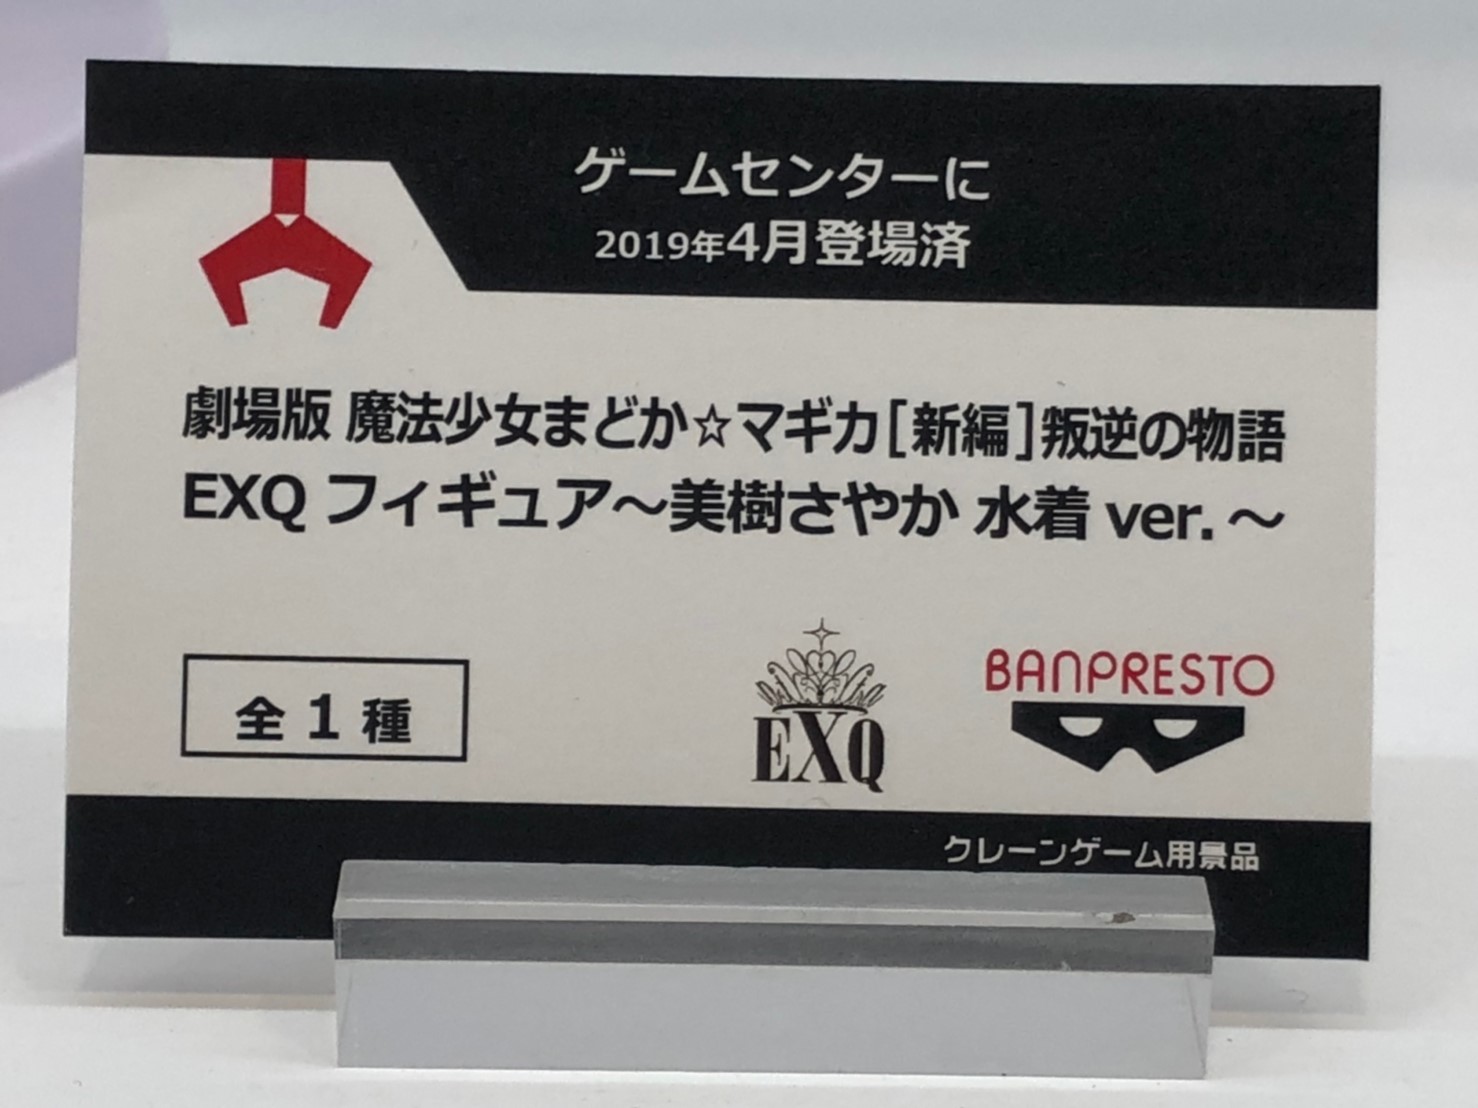 ゲームセンターに
2019年4月登場済
劇場版 魔法少女まどか☆マギカ[新編]叛逆の物語
EXQ フィギュア～美樹さやか 水着 ver.～
全1種
EXQ
BANPRESTO
クレーンゲーム用景品